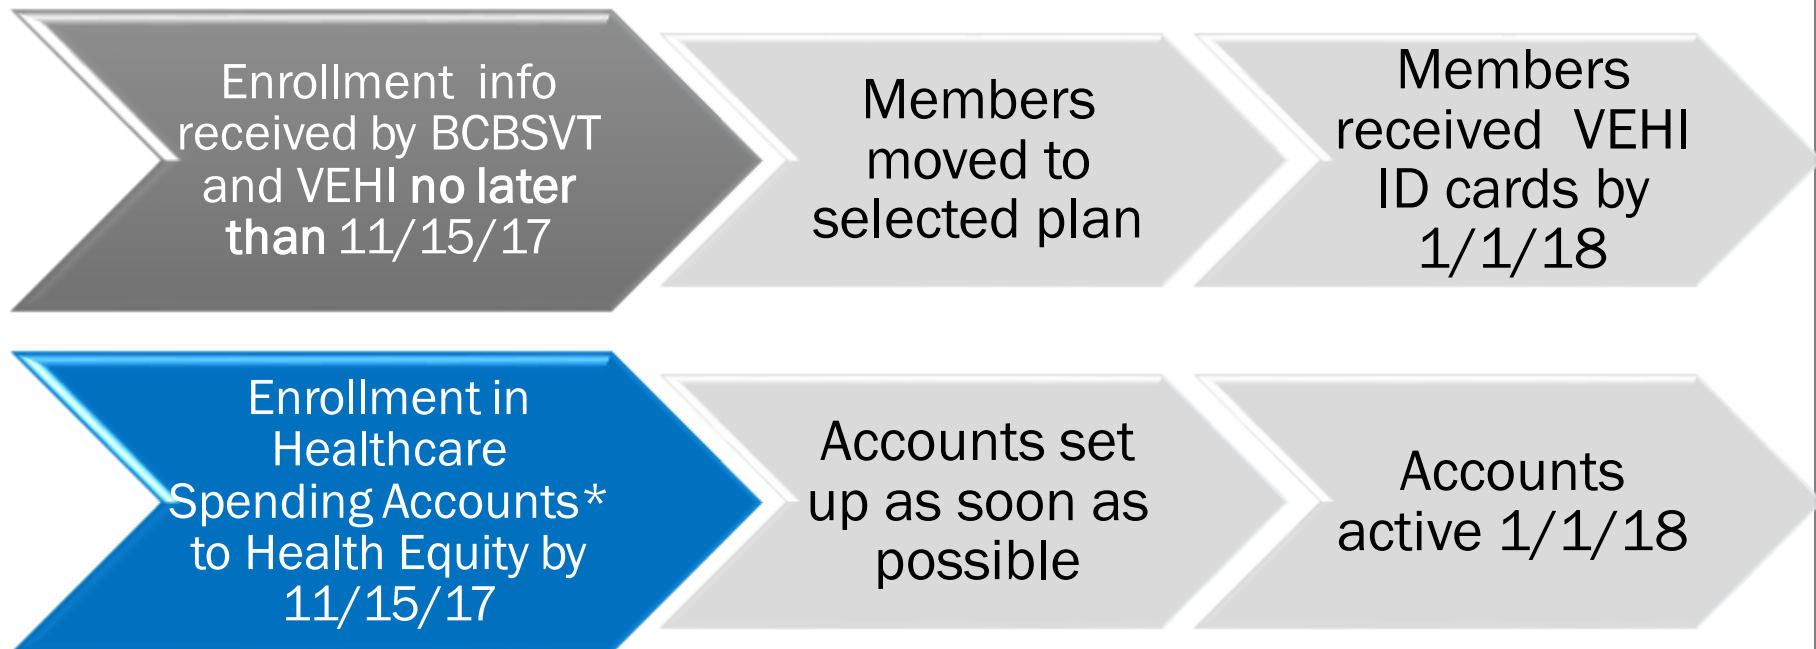 Enrollment info
received by BCBSVT
and VEHI no later
than 11/15/17
Members
moved to
selected plan
Members
received VEHI
ID cards by
1/1/18
Enrollment in
Healthcare
Spending Accounts*
to Health Equity by
11/15/17
Accounts set
up as soon as
possible
Accounts
active 1/1/18